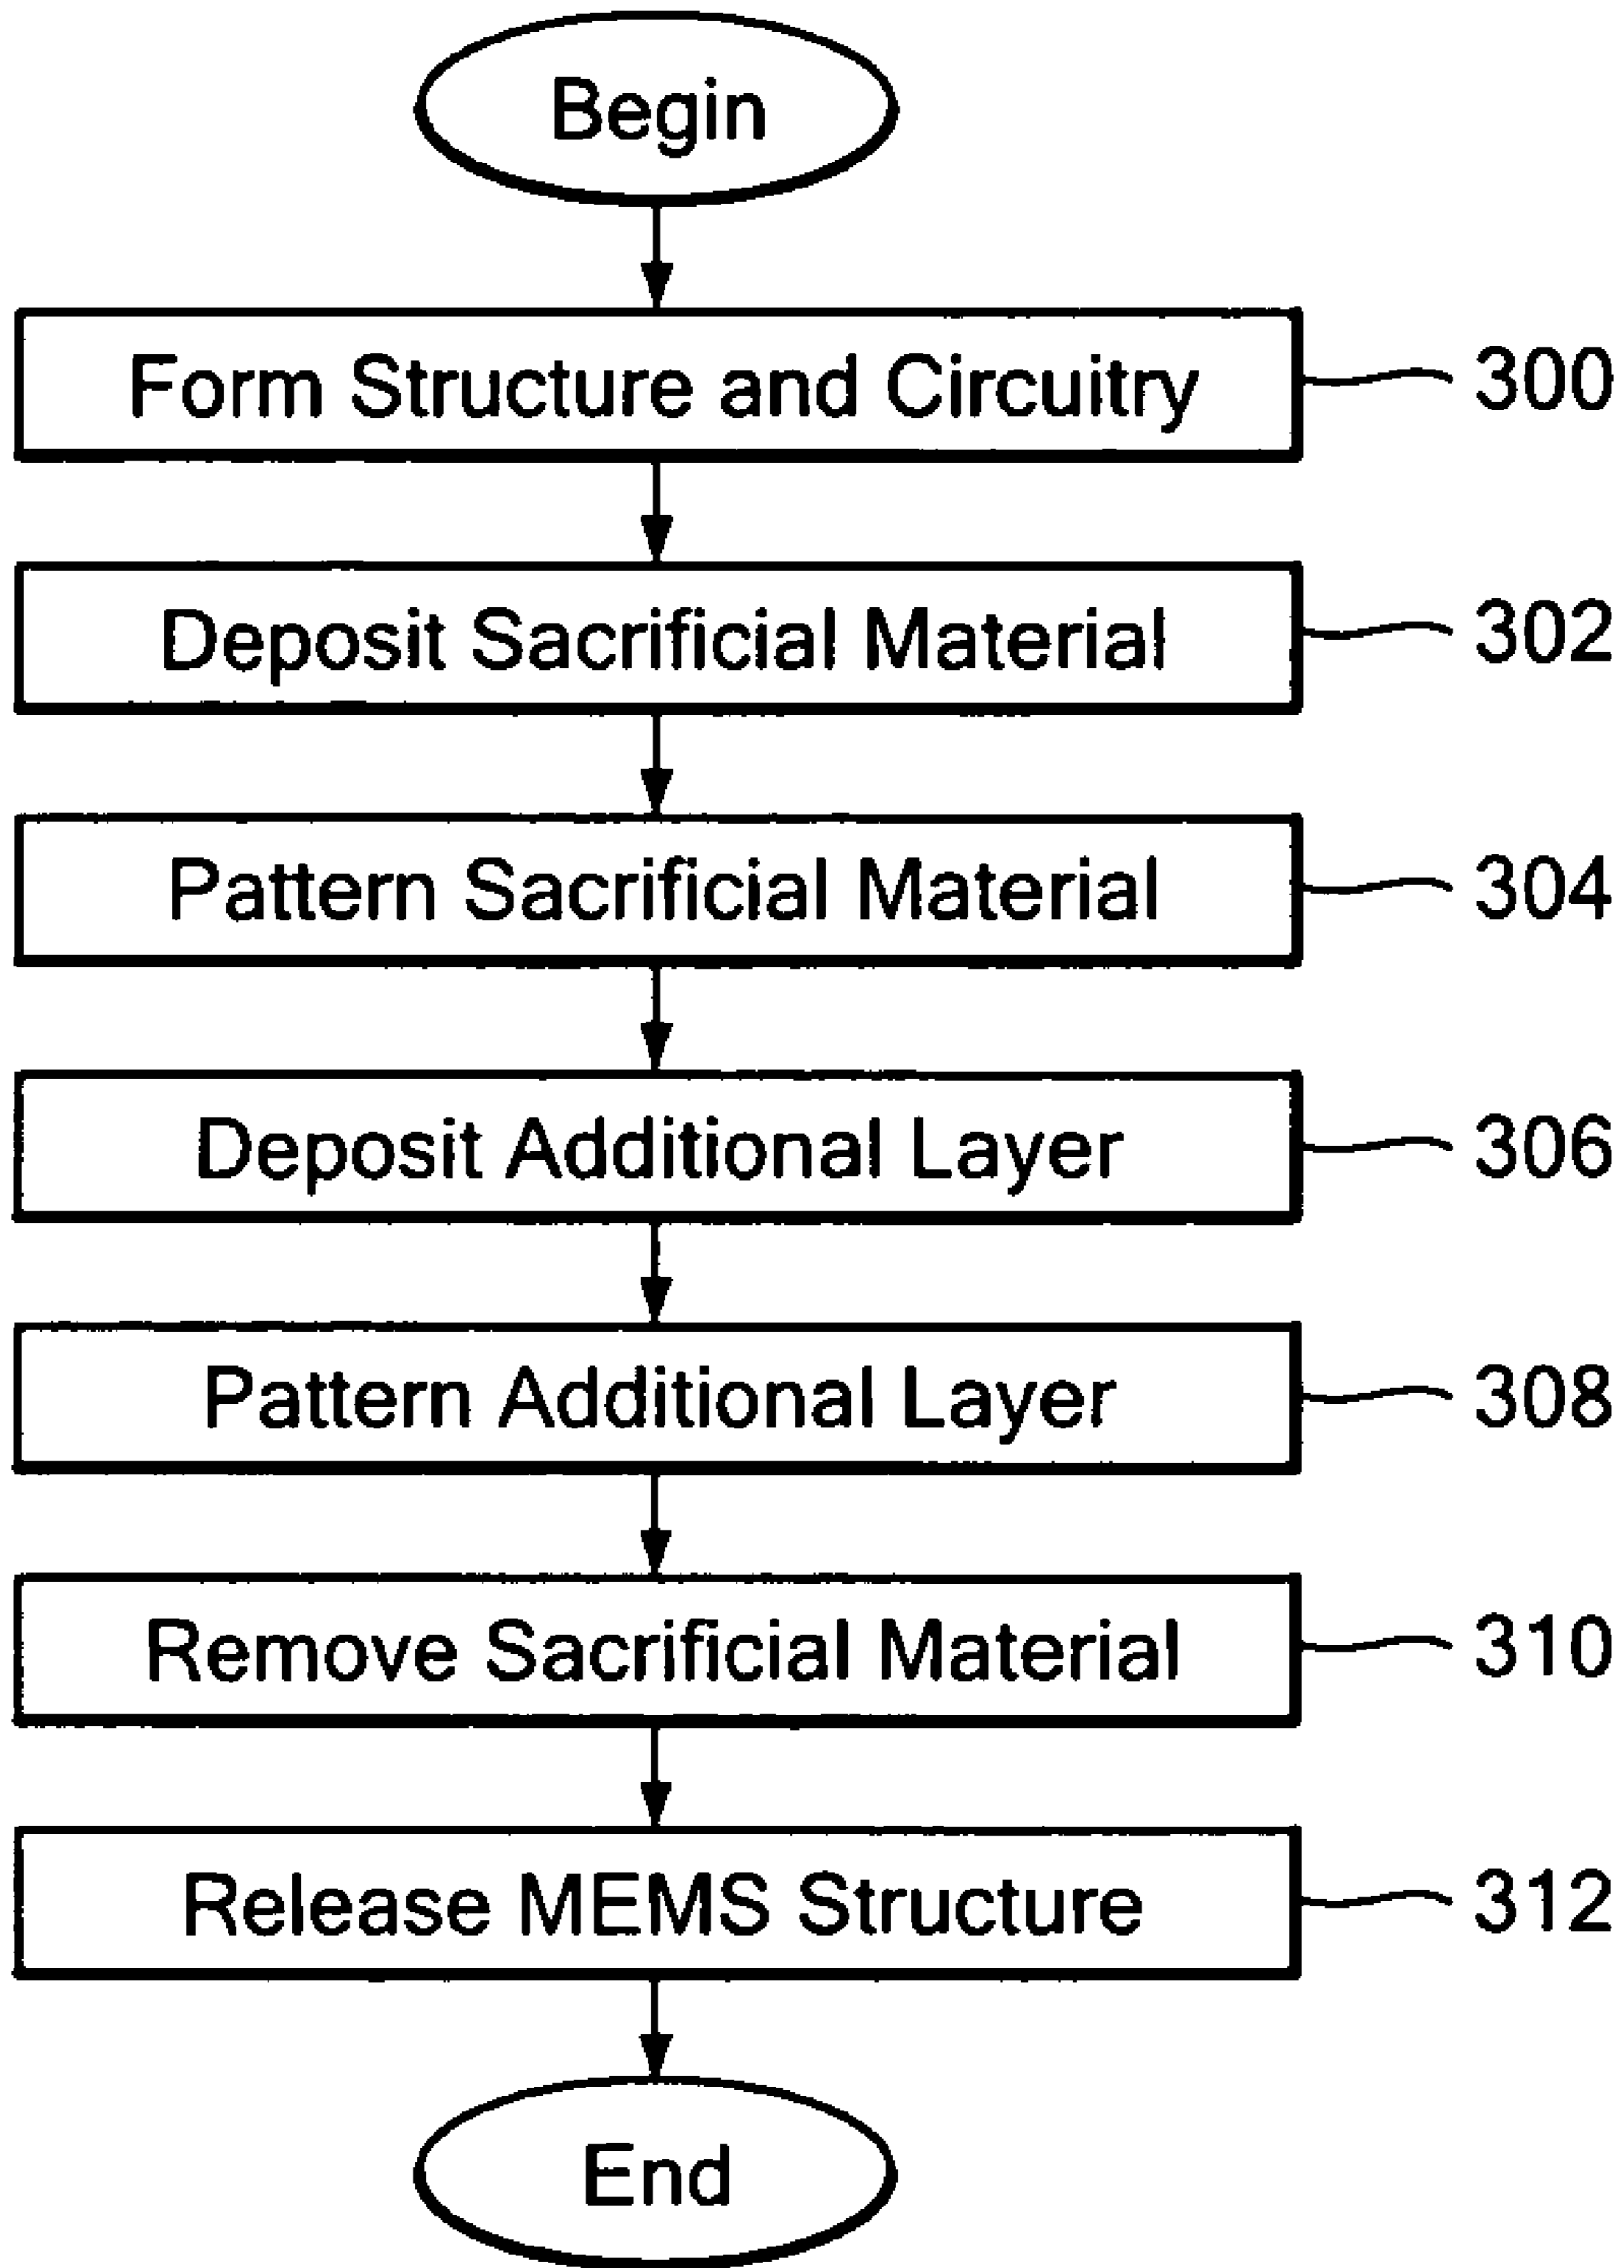 Begin
Form Structure and Circuitry 300
Deposit Sacrificial Material 302
Pattern Sacrificial Material 304
Deposit Additional Layer 306
Pattern Additional Layer 308
Remove Sacrificial Material 310
Release MEMS Structure 312
End